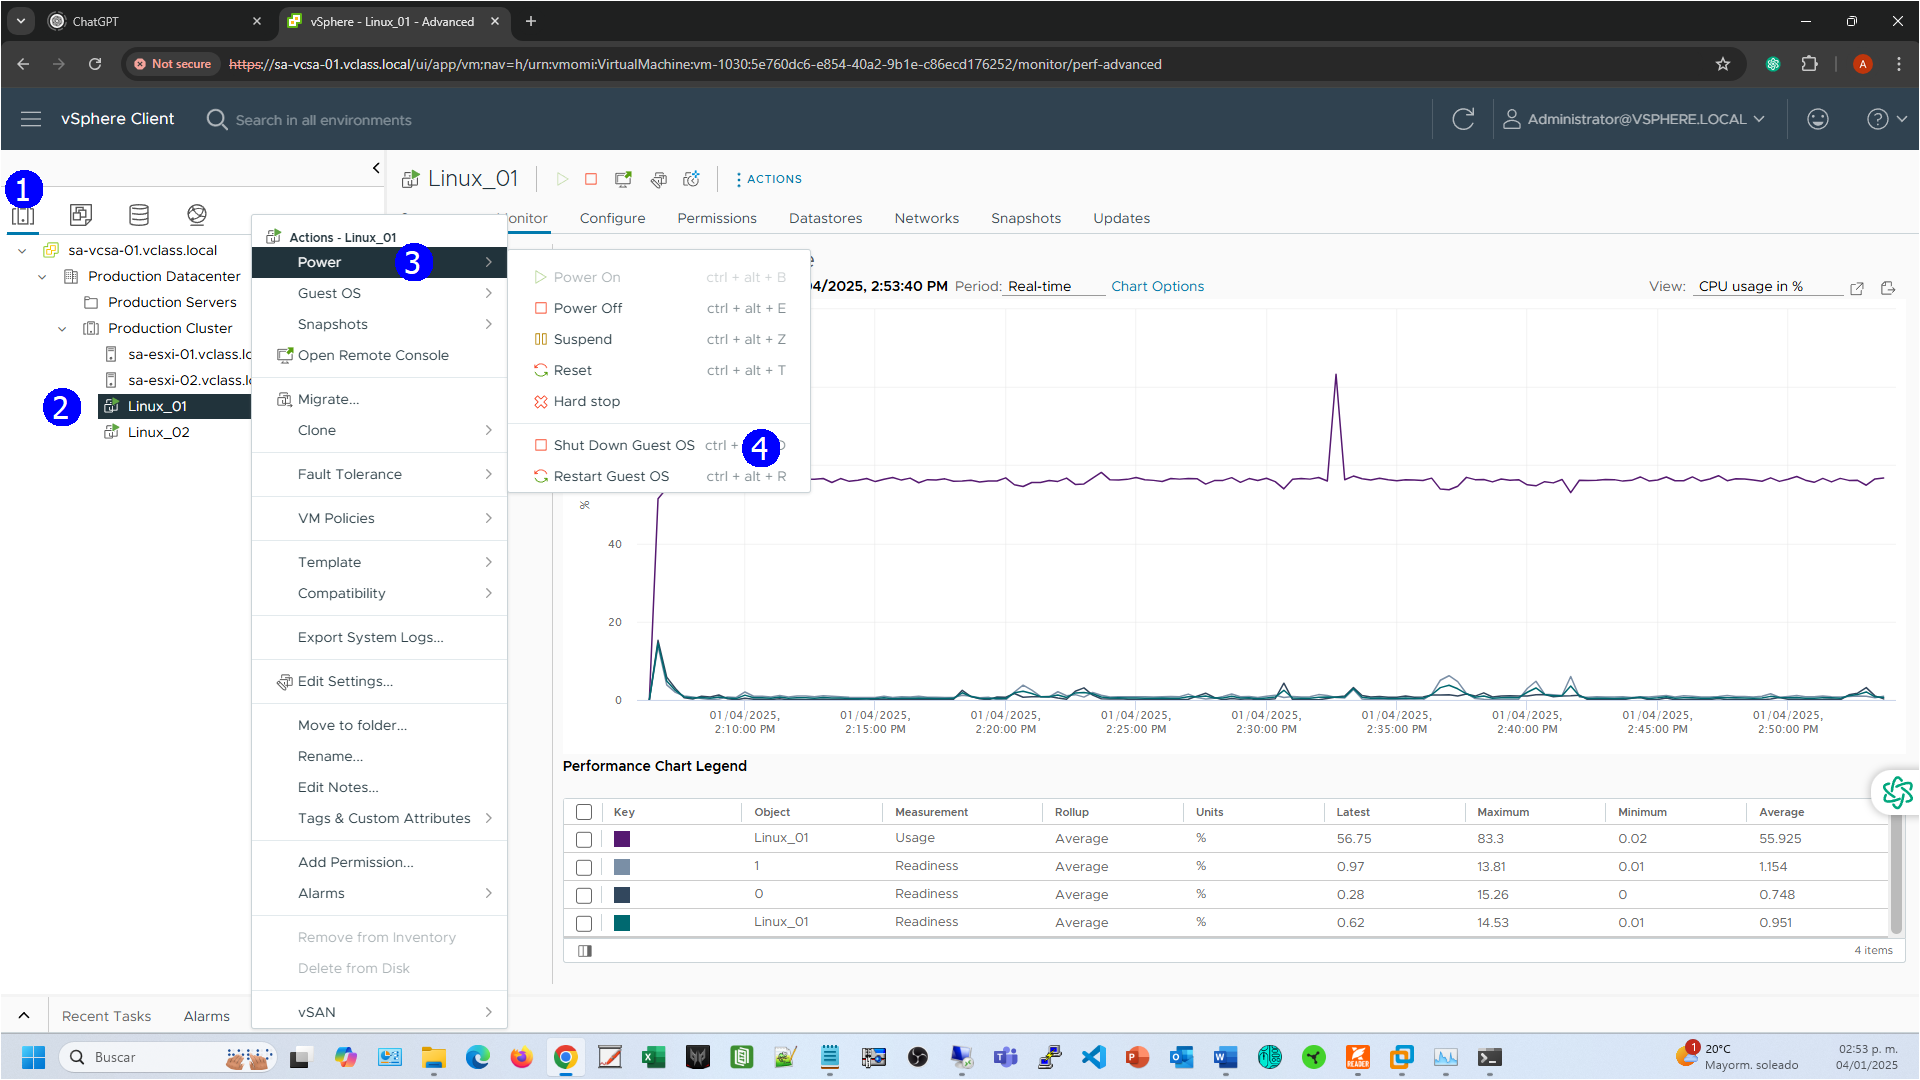 ChatGPT
vSphere - Linux_01 - Advanced
Not secure
https://sa-vcsa-01.vclass.local/ui/app/vm;nav=h/urn:vmomi:VirtualMachine:vm-1030:5e760dc6-e854-40a2-9b1e-c86ecd176252/monitor/perf-advanced
A
vSphere Client
Search in all environments
Administrator@VSPHERE.LOCAL
1
Linux_01
ACTIONS
onitor
Configure
Permissions
Datastores
Networks
Snapshots
Updates
sa-vcsa-01.vclass.local
Production Datacenter
Production Servers
Production Cluster
sa-esxi-01.vclass.lo
sa-esxi-02.vclass.lo
2
Linux_01
Linux_02
Actions - Linux_01
Power
3
Guest OS
Snapshots
Open Remote Console
Migrate...
Clone
Fault Tolerance
VM Policies
Template
Compatibility
Export System Logs...
Edit Settings...
Move to folder...
Rename...
Edit Notes...
Tags & Custom Attributes
Add Permission...
Alarms
Remove from Inventory
Delete from Disk
vSAN
Power On ctrl + alt + B
Power Off ctrl + alt + E
Suspend ctrl + alt + Z
Reset ctrl + alt + T
Hard stop
Shut Down Guest OS ctrl +
4
Restart Guest OS ctrl + alt + R
04/2025, 2:53:40 PM
Period: Real-time
Chart Options
View: CPU usage in %
%
40
20
0
01/04/2025, 2:10:00 PM
01/04/2025, 2:15:00 PM
01/04/2025, 2:20:00 PM
01/04/2025, 2:25:00 PM
01/04/2025, 2:30:00 PM
01/04/2025, 2:35:00 PM
01/04/2025, 2:40:00 PM
01/04/2025, 2:45:00 PM
01/04/2025, 2:50:00 PM
Performance Chart Legend
Key Object Measurement Rollup Units Latest Maximum Minimum Average
Linux_01 Usage Average % 56.75 83.3 0.02 55.925
1 Readiness Average % 0.97 13.81 0.01 1.154
0 Readiness Average % 0.28 15.26 0 0.748
Linux_01 Readiness Average % 0.62 14.53 0.01 0.951
4 items
Recent Tasks
Alarms
Buscar
1
20°C
Mayorm. soleado
02:53 p. m.
04/01/2025